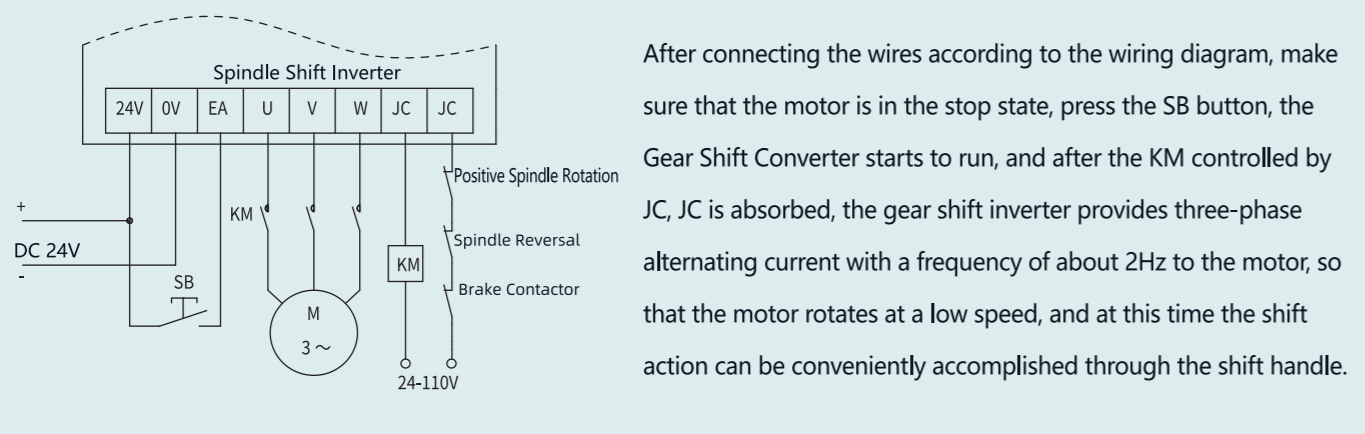 Spindle Shift Inverter
24V 0V EA U V W JC JC
Positive Spindle Rotation
+
KM
Spindle Reversal
DC 24V
KM
-
SB
Brake Contactor
M
3～
24-110V
After connecting the wires according to the wiring diagram, make
sure that the motor is in the stop state, press the SB button, the
Gear Shift Converter starts to run, and after the KM controlled by
JC, JC is absorbed, the gear shift inverter provides three-phase
alternating current with a frequency of about 2Hz to the motor, so
that the motor rotates at a low speed, and at this time the shift
action can be conveniently accomplished through the shift handle.